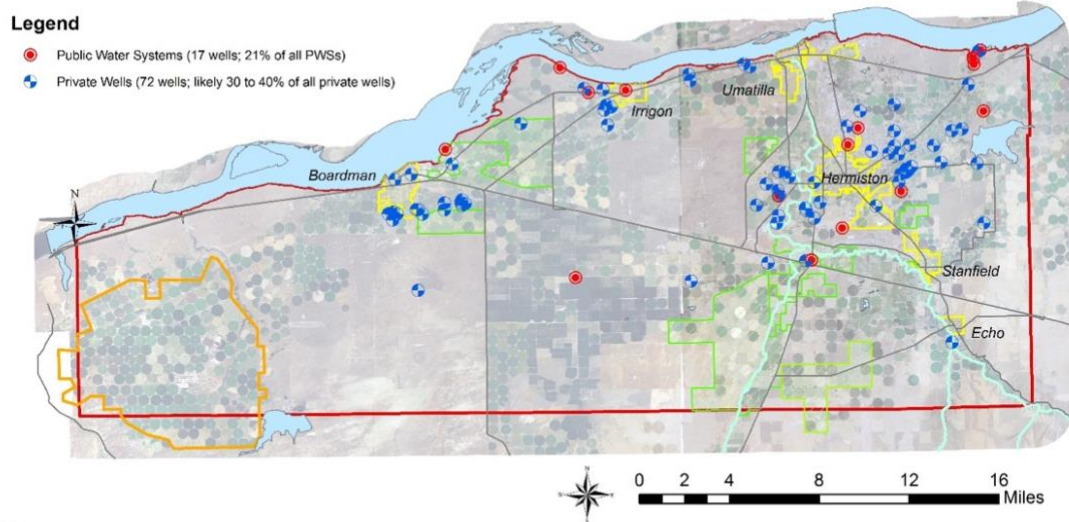 Legend
Public Water Systems (17 wells; 21% of all PWSs)
Private Wells (72 wells; likely 30 to 40% of all private wells)
Umatilla
Irrigon
Boardman
Hermiston
N
Stanfield
Echo
N
0 2 4 8 12 16
Miles